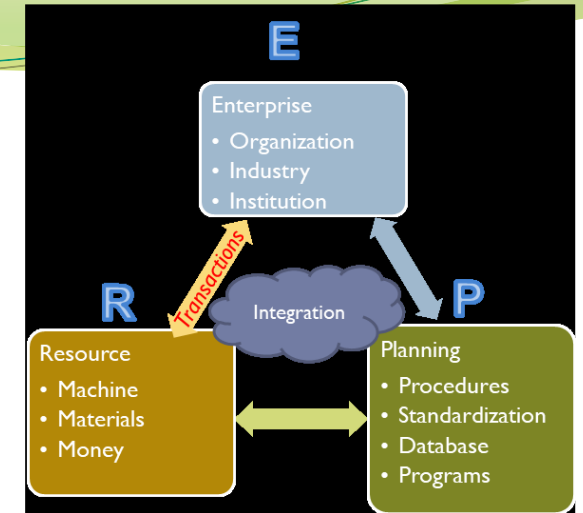 E
Enterprise
• Organization
• Industry
• Institution
Transactions
R
Integration
P
Resource
• Machine
• Materials
• Money
Planning
• Procedures
• Standardization
• Database
• Programs